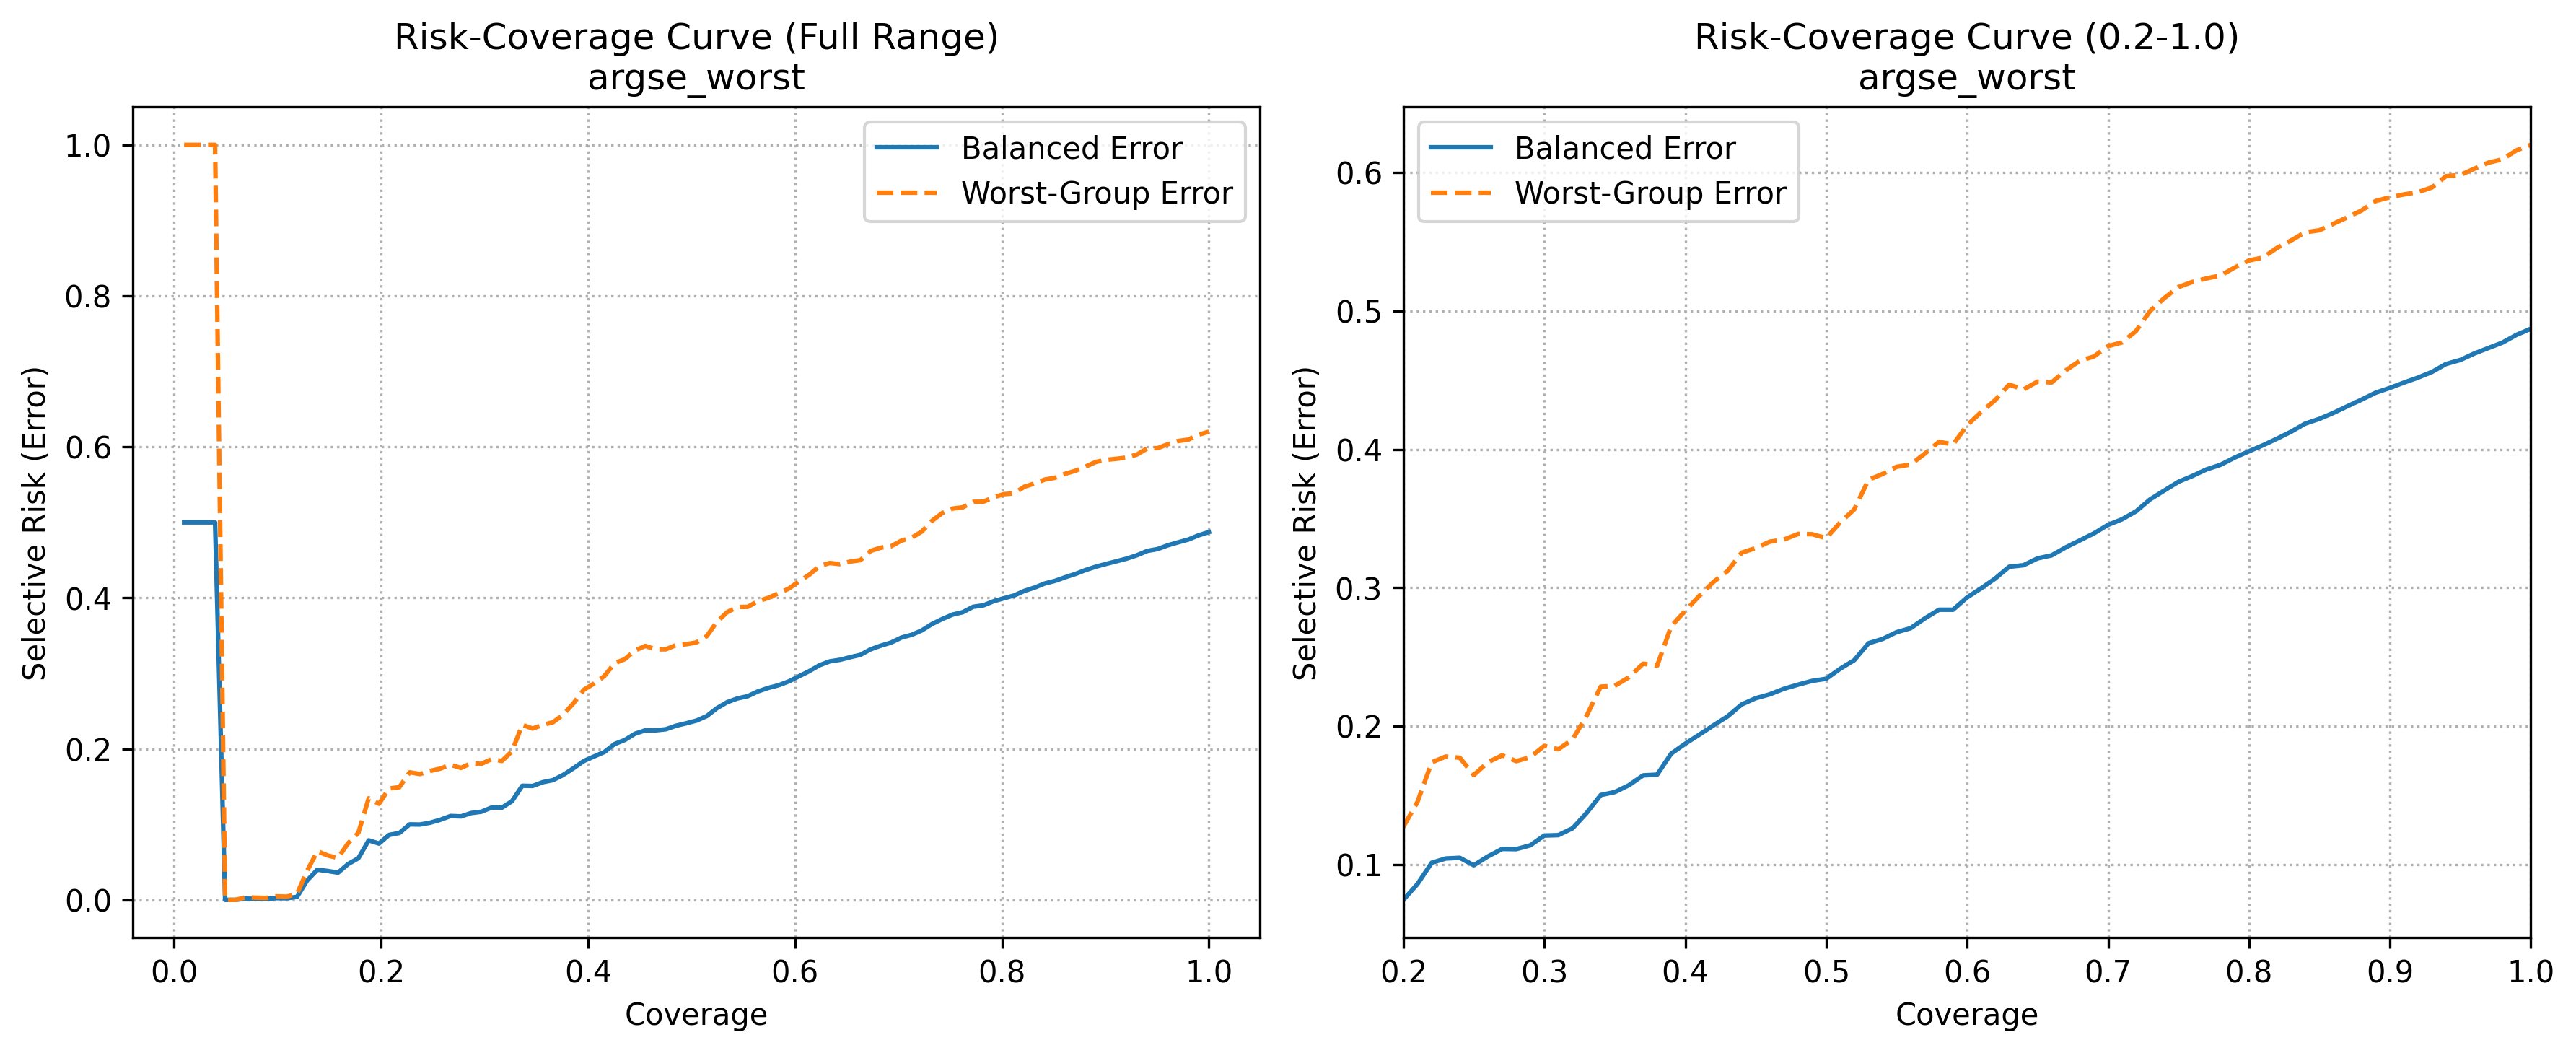 Risk-Coverage Curve (Full Range)
argse_worst
Selective Risk (Error)
1.0
0.8
0.6
0.4
0.2
0.0
Balanced Error
Worst-Group Error
0.0 0.2 0.4 0.6 0.8 1.0
Coverage
Risk-Coverage Curve (0.2-1.0)
argse_worst
Selective Risk (Error)
0.6
0.5
0.4
0.3
0.2
0.1
Balanced Error
Worst-Group Error
0.2 0.3 0.4 0.5 0.6 0.7 0.8 0.9 1.0
Coverage